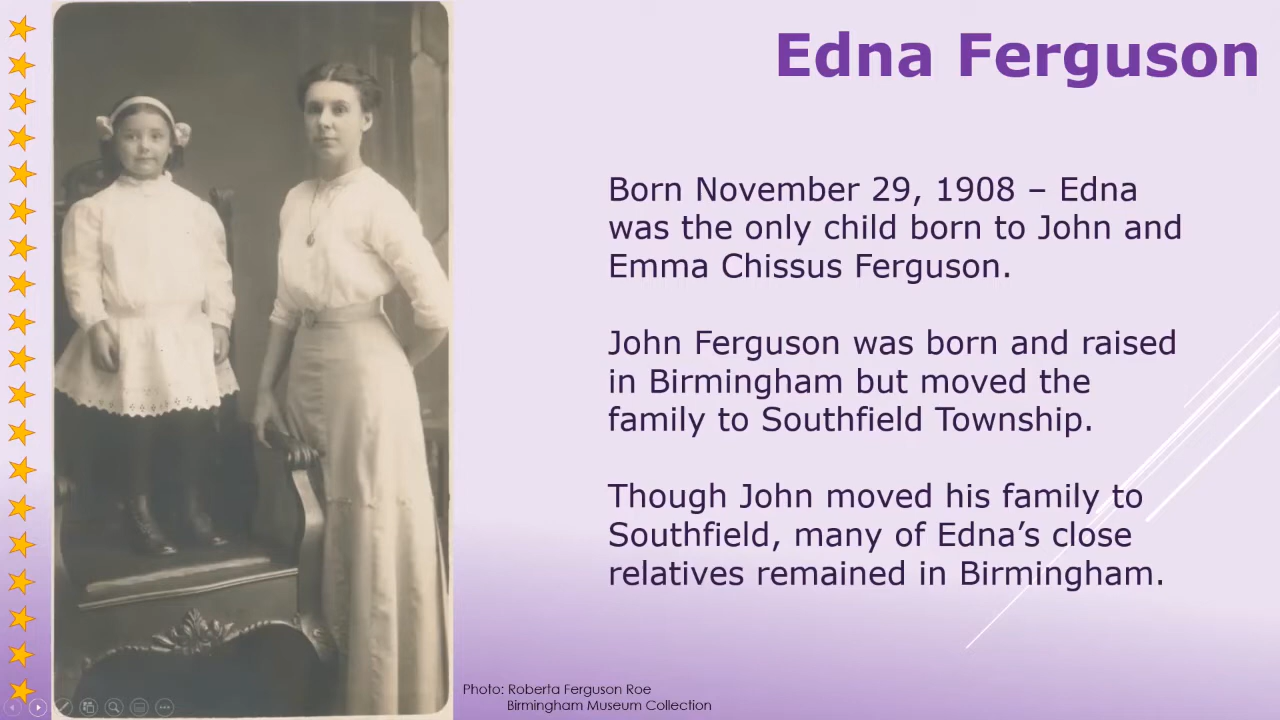 Edna Ferguson
Born November 29, 1908 – Edna
was the only child born to John and
Emma Chissus Ferguson.
John Ferguson was born and raised
in Birmingham but moved the
family to Southfield Township.
Though John moved his family to
Southfield, many of Edna’s close
relatives remained in Birmingham.
Photo: Roberta Ferguson Roe
Birmingham Museum Collection